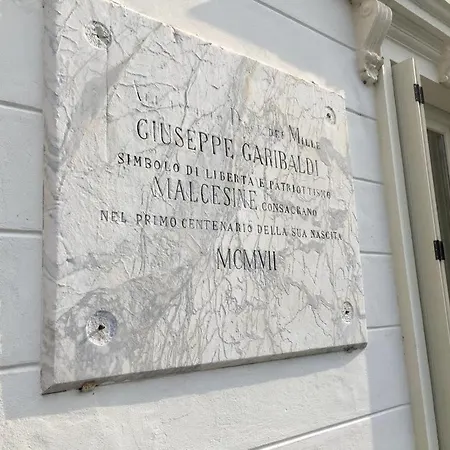 dei Mille
GIUSEPPE GARIBALDI
SIMBOLO DI LIBERTÀ E PATRIOTTISMO
MALCESINE CONSACRANO
NEL PRIMO CENTENARIO DELLA SUA NASCITA
MCMVII